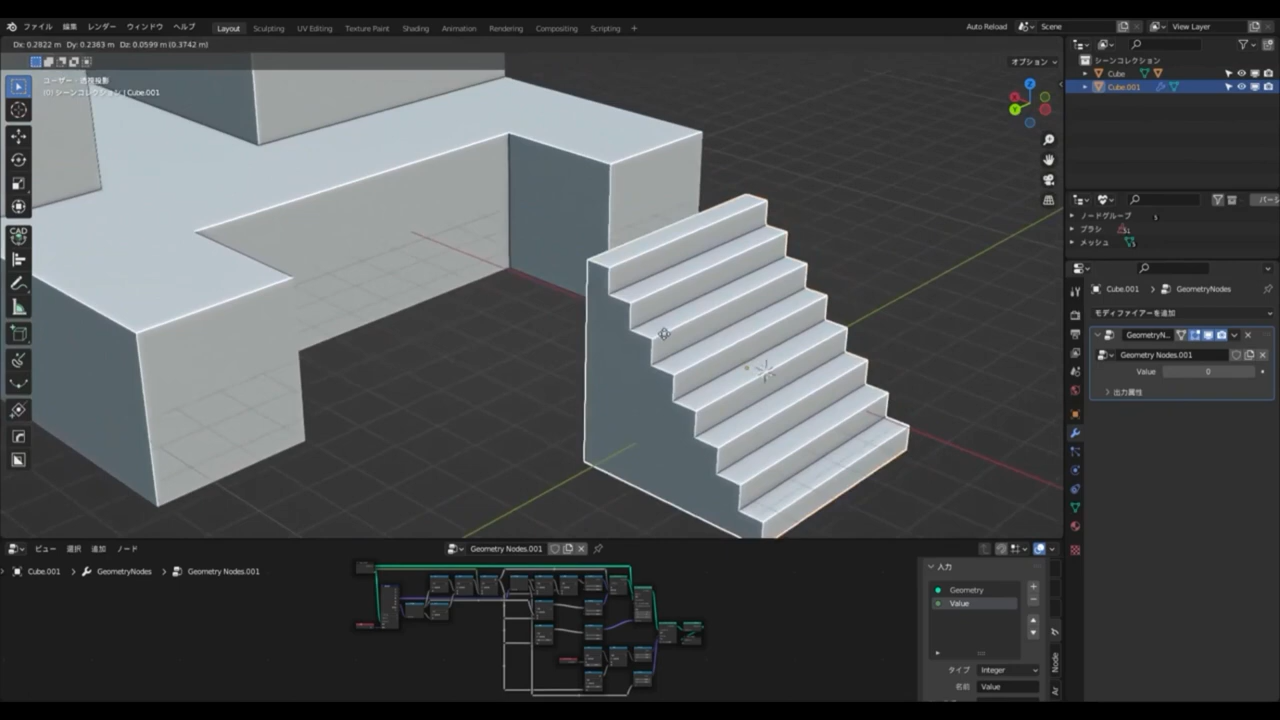 ファイル 編集 レンダー ウィンドウ ヘルプ Layout Sculpting UV Editing Texture Paint Shading Animation Rendering Compositing Scripting + Auto Reload Scene View Layer
Dx: 0.2822 m Dy: 0.2383 m Dz: 0.0599 m (0.3742 m)
オプション
シーンコレクション
ユーザー・透視投影
Cube
(0) シーンコレクション | Cube.001
Cube.001
CAD
ノードグループ 5
ブラシ
メッシュ
Cube.001 > GeometryNodes
モディファイアーを追加
GeometryN..
Geometry Nodes.001
Value 0
出力属性
ビュー 選択 追加 ノード Geometry Nodes.001
Cube.001 > GeometryNodes > Geometry Nodes.001
入力
Geometry
Value
Node
タイプ Integer
名前 Value
Ar